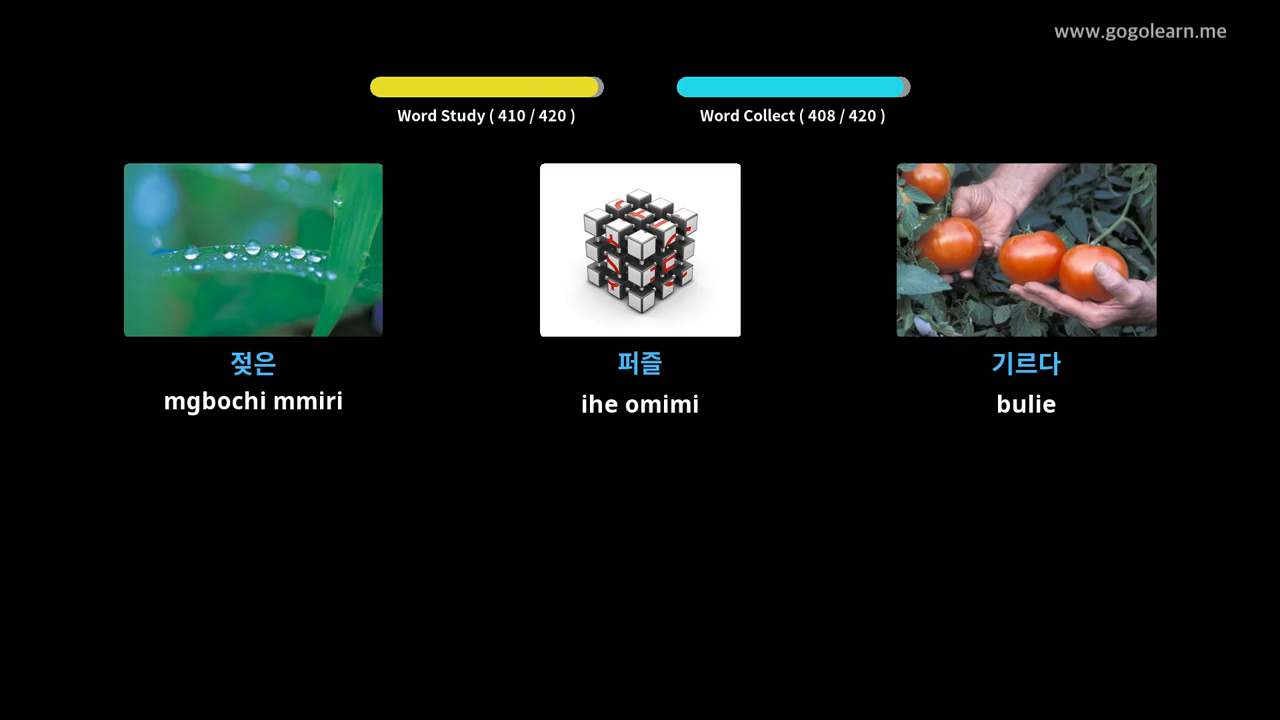 www.gogolearn.me
Word Study ( 410 / 420 )
Word Collect ( 408 / 420 )
젖은
mgbochi mmiri
퍼즐
ihe omimi
기르다
bulie